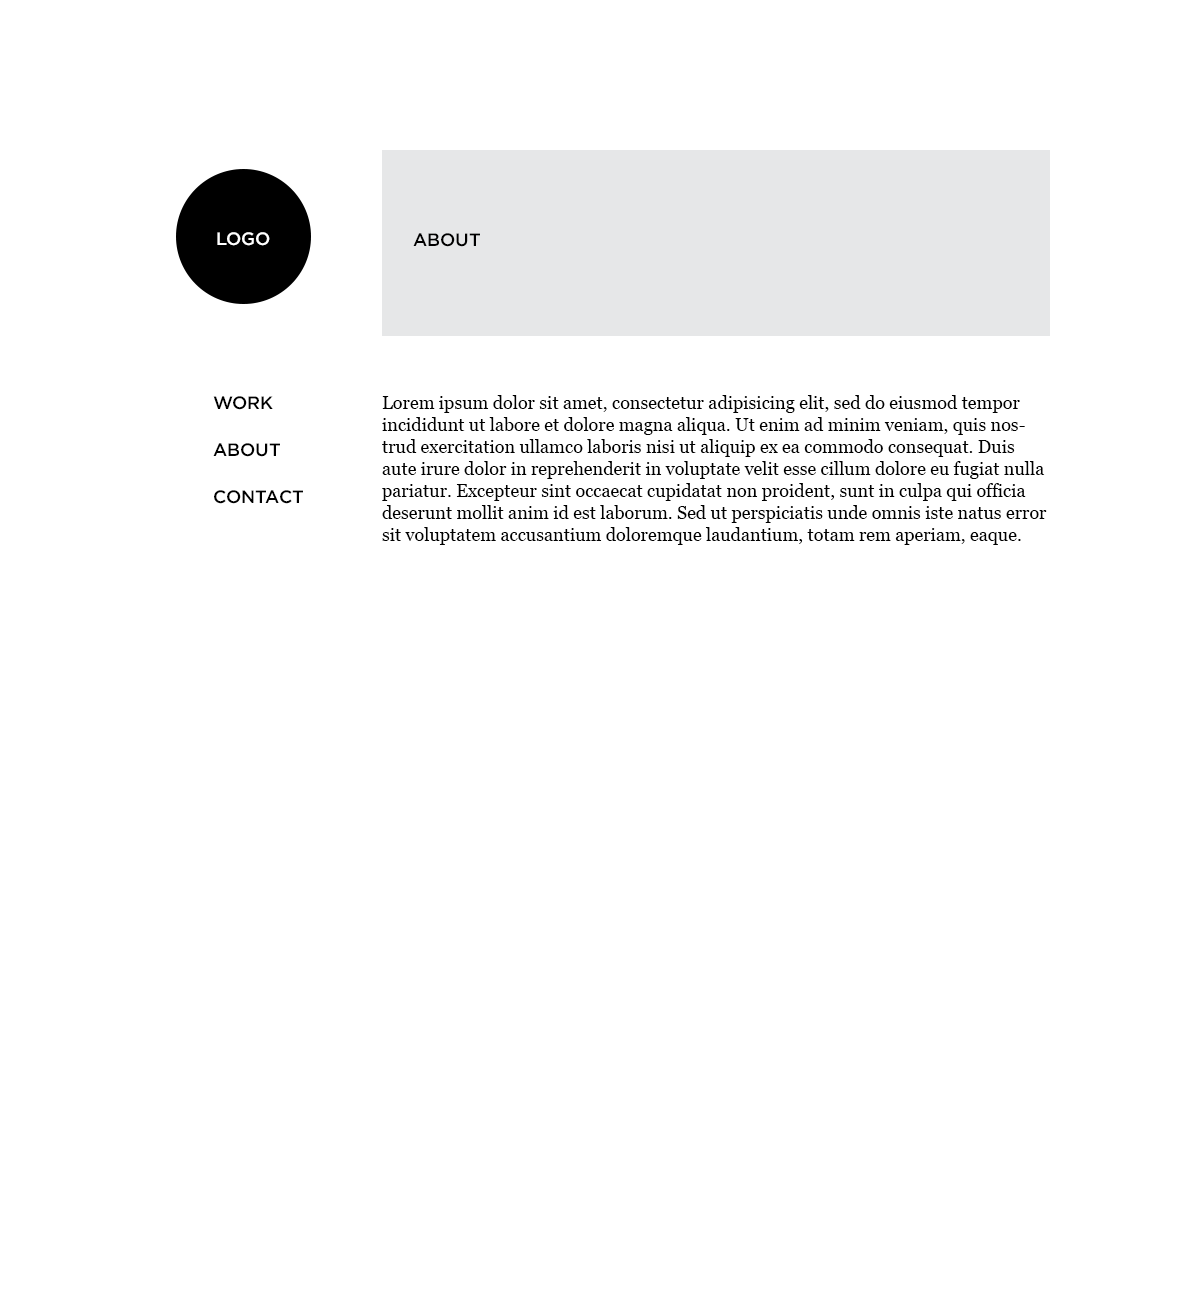 LOGO
ABOUT
WORK
ABOUT
CONTACT
Lorem ipsum dolor sit amet, consectetur adipisicing elit, sed do eiusmod tempor
incididunt ut labore et dolore magna aliqua. Ut enim ad minim veniam, quis nos-
trud exercitation ullamco laboris nisi ut aliquip ex ea commodo consequat. Duis
aute irure dolor in reprehenderit in voluptate velit esse cillum dolore eu fugiat nulla
pariatur. Excepteur sint occaecat cupidatat non proident, sunt in culpa qui officia
deserunt mollit anim id est laborum. Sed ut perspiciatis unde omnis iste natus error
sit voluptatem accusantium doloremque laudantium, totam rem aperiam, eaque.